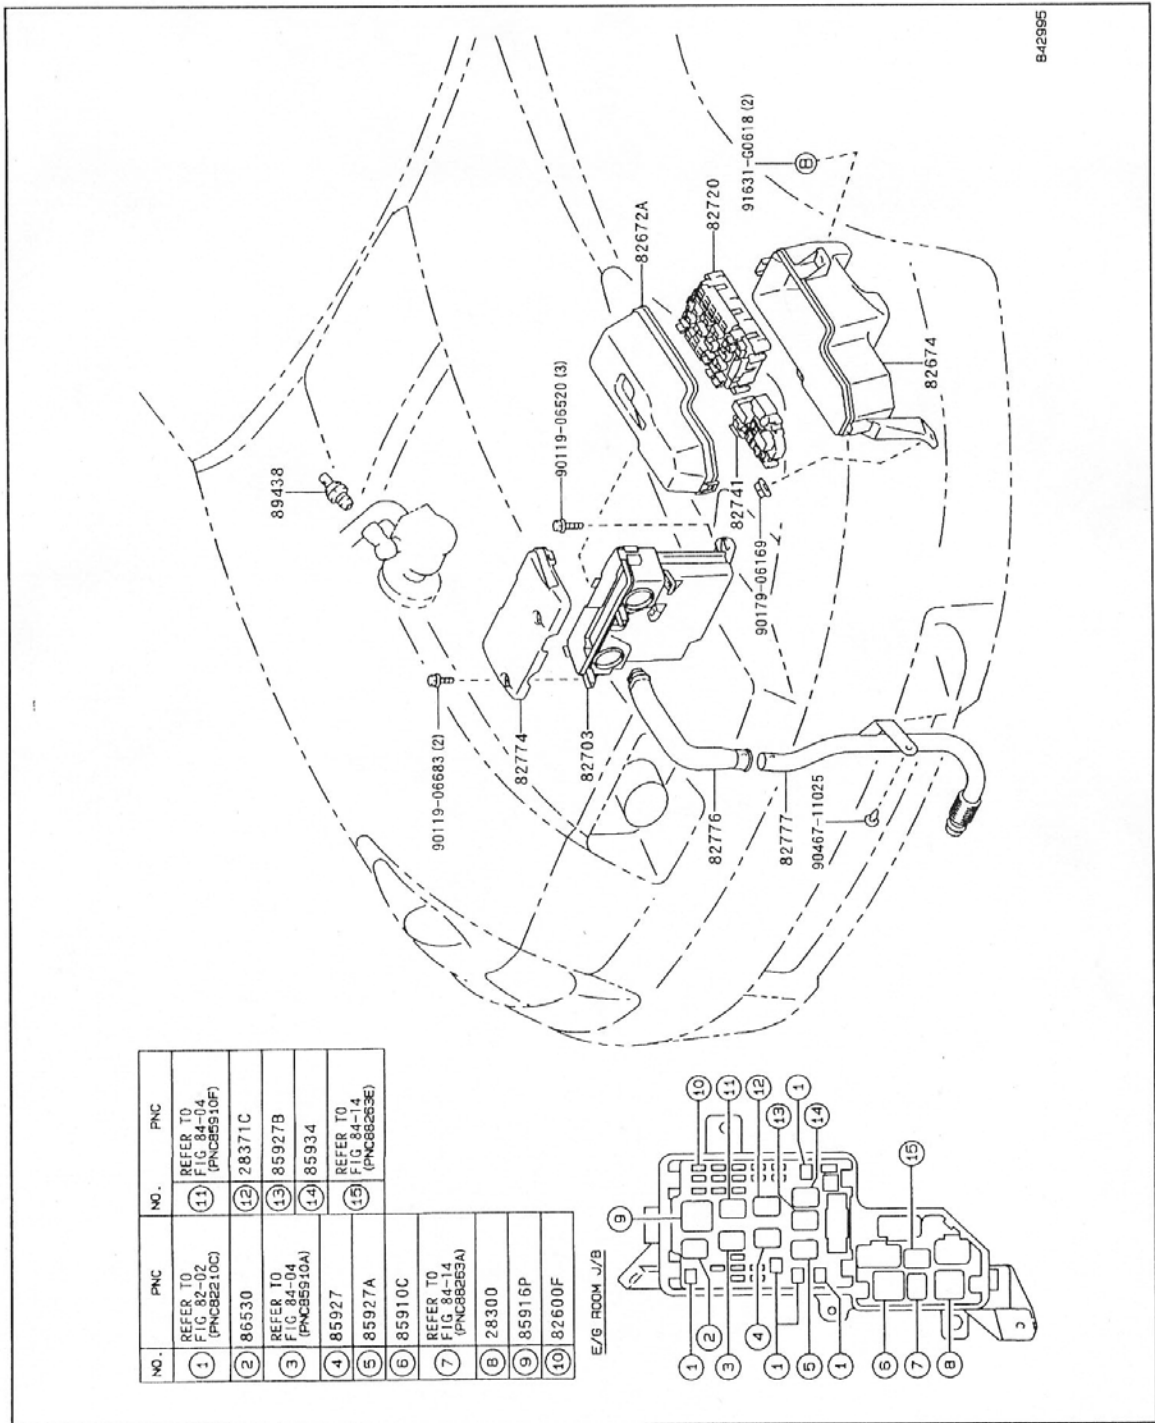 B42995
89438
90119-06683 (2)
82774
82703
90119-06520 (3)
82672A
82720
91631-G0618 (2)
B
82674
82741
90179-06169
82776
82777
90467-11025
NO. PNC NO. PNC
1 REFER TO
FIG 82-02
(PNC82210C)
2 86530
3 REFER TO
FIG 84-04
(PNC85910A)
4 85927
5 85927A
6 85910C
7 REFER TO
FIG 84-14
(PNC88263A)
8 28300
9 85916P
10 82600F
11 REFER TO
FIG 84-04
(PNC85910F)
12 28371C
13 85927B
14 85934
15 REFER TO
FIG 84-14
(PNC88263E)
E/G ROOM J/B
9
10
11
12
13
1
14
15
1
2
3
4
1
5
1
6
7
8